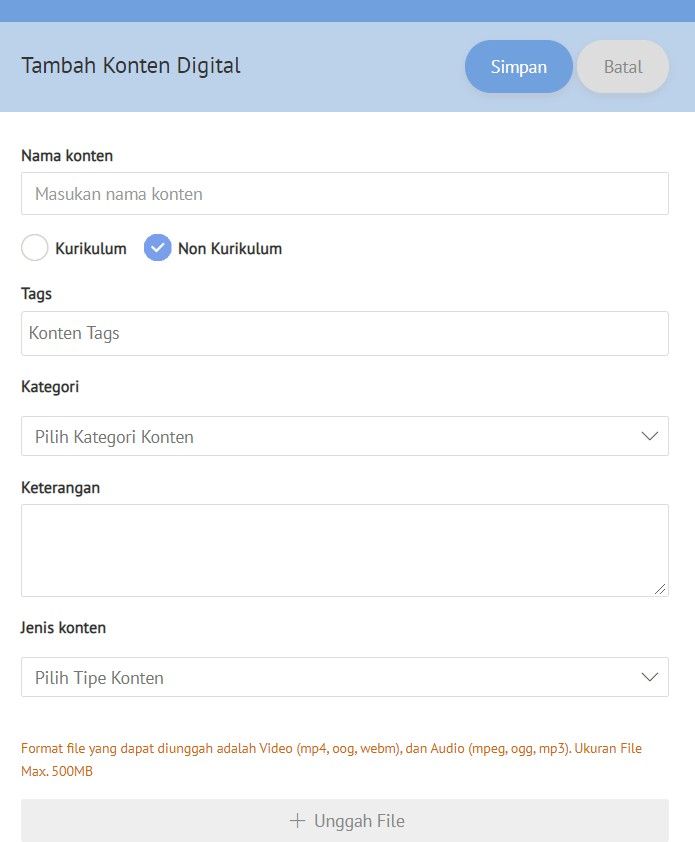 Tambah Konten Digital
Simpan
Batal
Nama konten
Masukan nama konten
Kurikulum
Non Kurikulum
Tags
Konten Tags
Kategori
Pilih Kategori Konten
Keterangan
Jenis konten
Pilih Tipe Konten
Format file yang dapat diunggah adalah Video (mp4, oog, webm), dan Audio (mpeg, ogg, mp3). Ukuran File
Max. 500MB
+ Unggah File